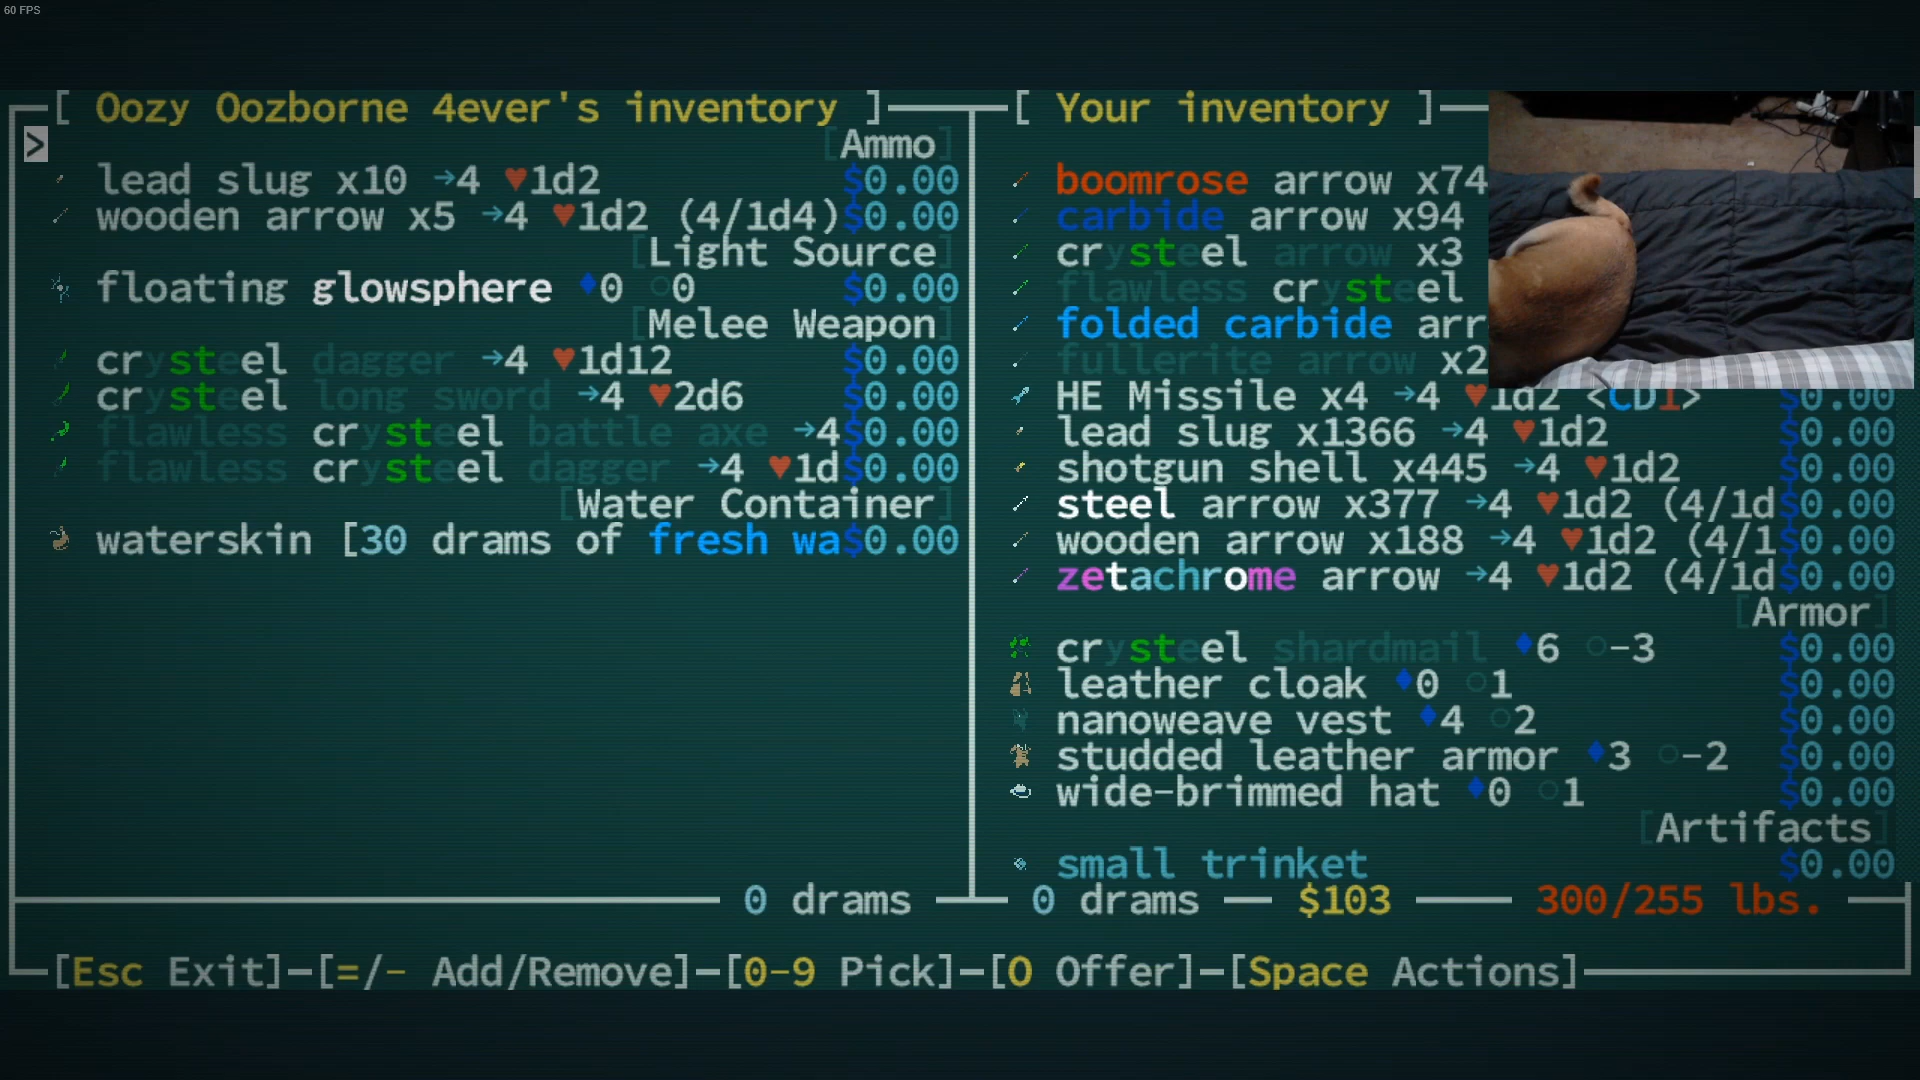 60 FPS
[ Oozy Oozborne 4ever's inventory ]
[Ammo]
lead slug x10 →4 ♥1d2 $0.00
wooden arrow x5 →4 ♥1d2 (4/1d4) $0.00
[Light Source]
floating glowsphere ♦0 ○0 $0.00
[Melee Weapon]
crysteel dagger →4 ♥1d12 $0.00
crysteel long sword →4 ♥2d6 $0.00
flawless crysteel battle axe →4 $0.00
flawless crysteel dagger →4 ♥1d $0.00
[Water Container]
waterskin [30 drams of fresh wa $0.00
0 drams
[ Your inventory ]
boomrose arrow x74
carbide arrow x94
crysteel arrow x3
flawless crysteel
folded carbide arr
fullerite arrow x2
HE Missile x4 →4 ♥1d2 <CD1> $0.00
lead slug x1366 →4 ♥1d2 $0.00
shotgun shell x445 →4 ♥1d2 $0.00
steel arrow x377 →4 ♥1d2 (4/1d $0.00
wooden arrow x188 →4 ♥1d2 (4/1 $0.00
zetachrome arrow →4 ♥1d2 (4/1d $0.00
[Armor]
crysteel shardmail ♦6 ○-3 $0.00
leather cloak ♦0 ○1 $0.00
nanoweave vest ♦4 ○2 $0.00
studded leather armor ♦3 ○-2 $0.00
wide-brimmed hat ♦0 ○1 $0.00
[Artifacts]
small trinket $0.00
0 drams $103 300/255 lbs.
[Esc Exit]-[=/- Add/Remove]-[0-9 Pick]-[O Offer]-[Space Actions]